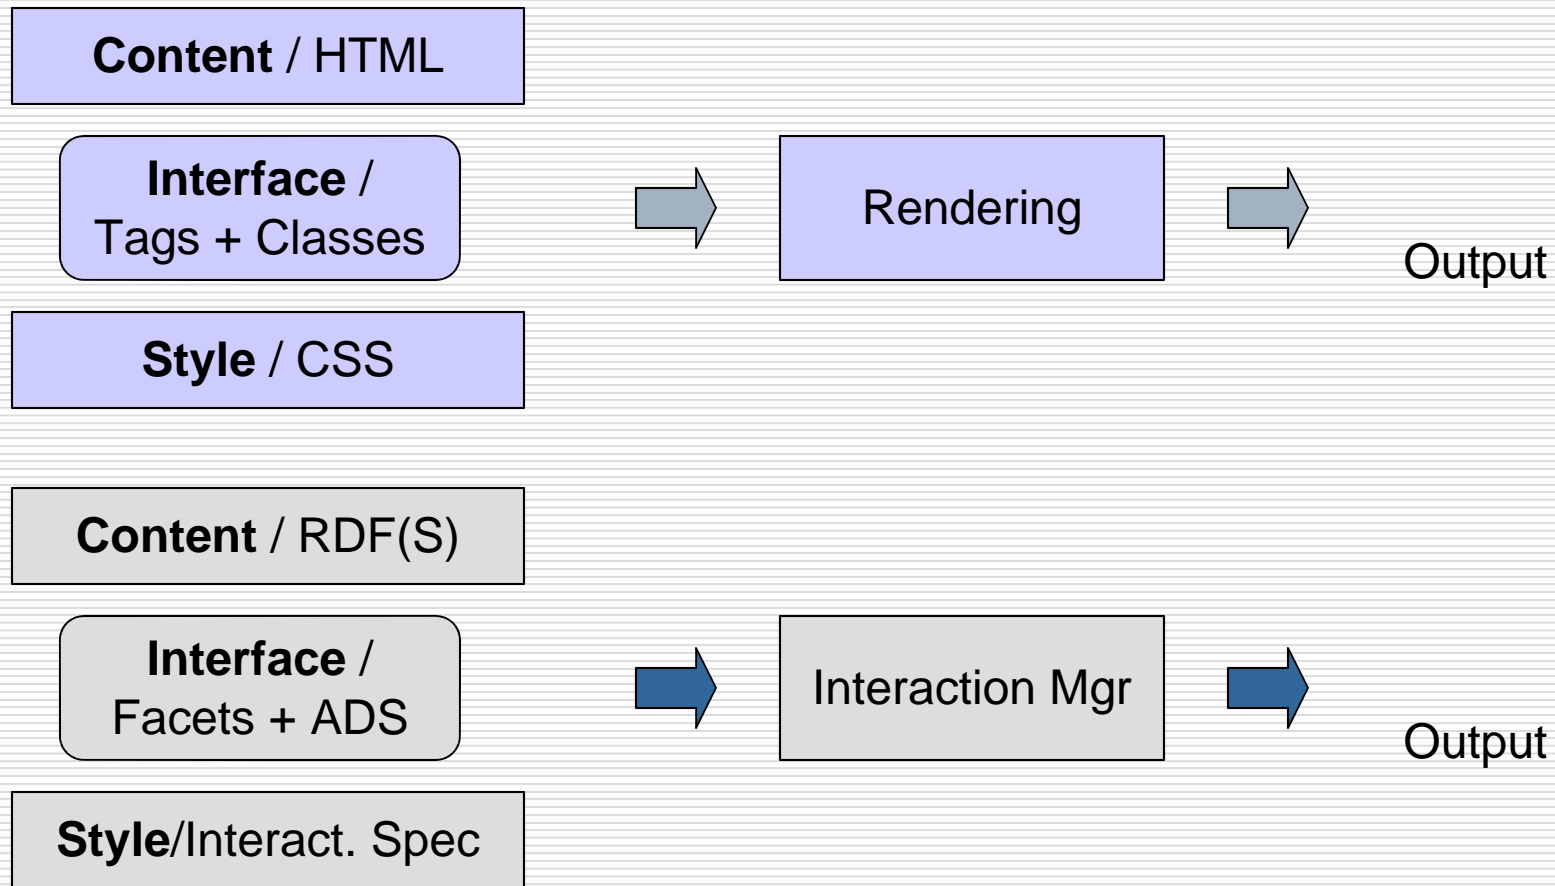 Content / HTML
Interface /
Tags + Classes
Rendering
Output
Style / CSS
Content / RDF(S)
Interface /
Facets + ADS
Interaction Mgr
Output
Style/Interact. Spec